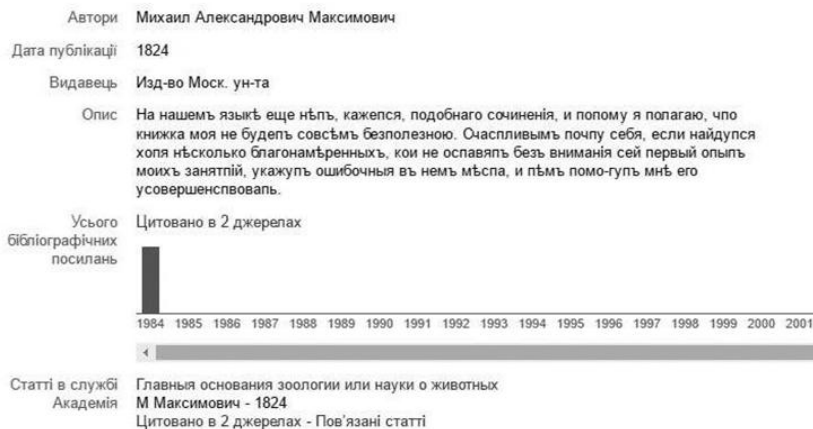 Автори Михаил Александрович Максимович
Дата публікації 1824
Видавець Изд-во Моск. ун-та
Опис На нашемъ языкѣ еще нѣпъ, кажепся, подобнаго сочиненія, и попому я полагаю, чпо
книжка моя не будепъ совсѣмъ безполезною. Очаспливымъ почпу себя, если найдупся
хопя нѣсколько благонамѣренныхъ, кои не оспавяпъ безъ вниманія сей первый опыпъ
моихъ занятпій, укажупъ ошибочныя въ немъ мѣспа, и пѣмъ помо-гупъ мнѣ его
усовершенспвовапь.
Усього бібліографічних посилань Цитовано в 2 джерелах
1984 1985 1986 1987 1988 1989 1990 1991 1992 1993 1994 1995 1996 1997 1998 1999 2000 2001
Статті в службі Академія Главныя основания зоологии или науки о животных
М Максимович - 1824
Цитовано в 2 джерелах - Пов’язані статті